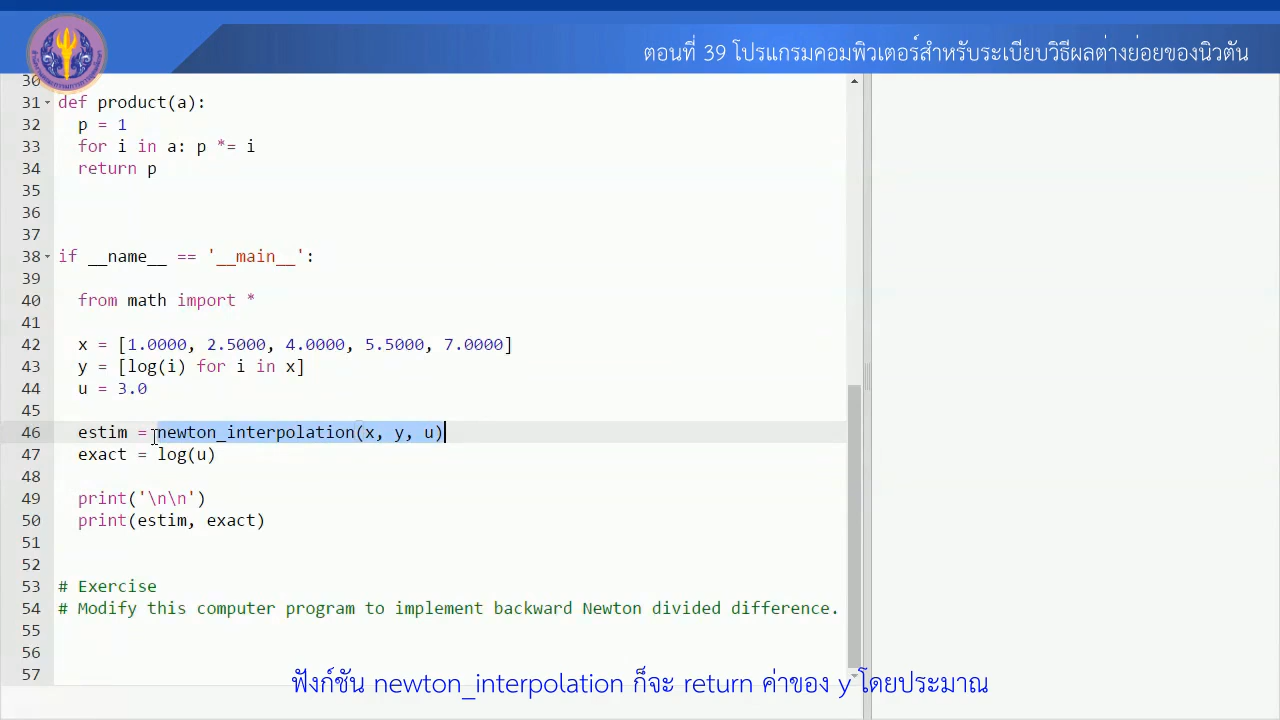 ตอนที่ 39 โปรแกรมคอมพิวเตอร์สำหรับระเบียบวิธีผลต่างย่อยของนิวตัน
30
31 def product(a):
32   p = 1
33   for i in a: p *= i
34   return p
35
36
37
38 if __name__ == '__main__':
39
40   from math import *
41
42   x = [1.0000, 2.5000, 4.0000, 5.5000, 7.0000]
43   y = [log(i) for i in x]
44   u = 3.0
45
46   estim = newton_interpolation(x, y, u)
47   exact = log(u)
48
49   print('\n\n')
50   print(estim, exact)
51
52
53 # Exercise
54 # Modify this computer program to implement backward Newton divided difference.
55
56
57
ฟังก์ชัน newton_interpolation ก็จะ return ค่าของ y โดยประมาณ